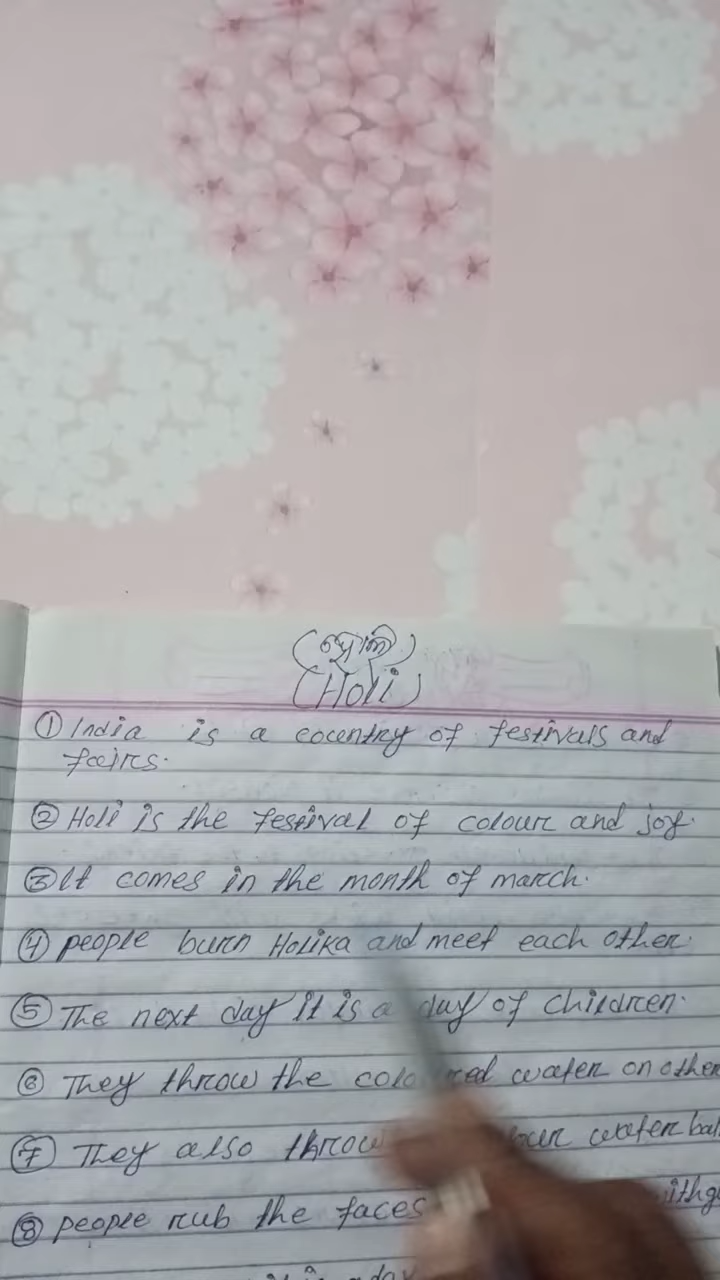 (ହୋଲି)
(Holi)
① India is a country of festivals and
fairs.
② Holi is the festival of colour and joy.
③ It comes in the month of march.
④ people burn Holika and meet each other.
⑤ The next day it is a day of children.
⑥ They throw the coloured water on other
⑦ They also throw water
⑧ people rub the faces